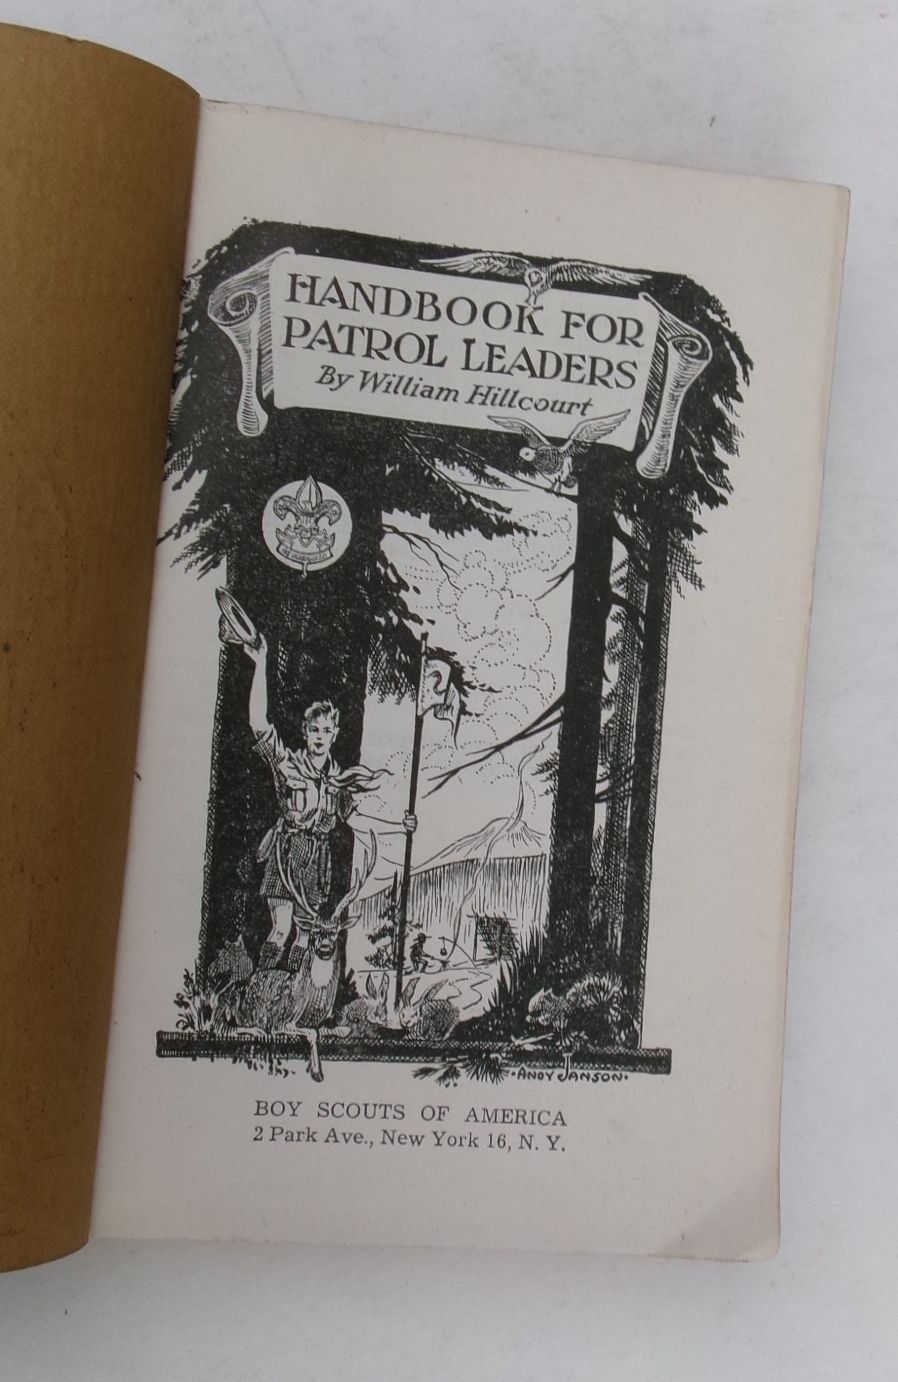 HANDBOOK FOR
PATROL LEADERS
By William Hillcourt
·ANDY JANSON·
BOY SCOUTS OF AMERICA
2 Park Ave., New York 16, N. Y.